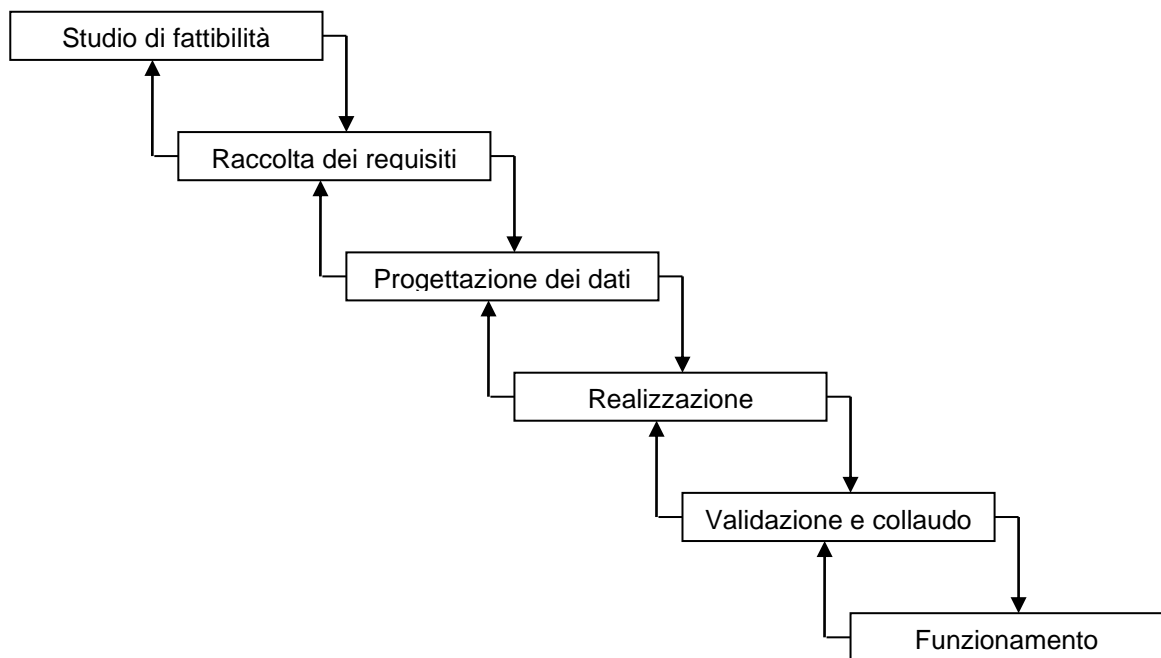 Studio di fattibilità
Raccolta dei requisiti
Progettazione dei dati
Realizzazione
Validazione e collaudo
Funzionamento